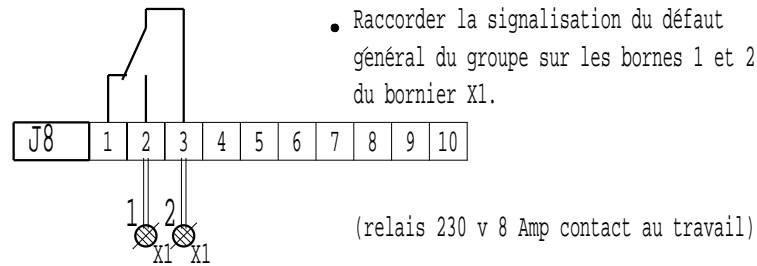 • Raccorder la signalisation du défaut
général du groupe sur les bornes 1 et 2
du bornier X1.
J8 1 2 3 4 5 6 7 8 9 10
1 2
X1 X1
(relais 230 v 8 Amp contact au travail)